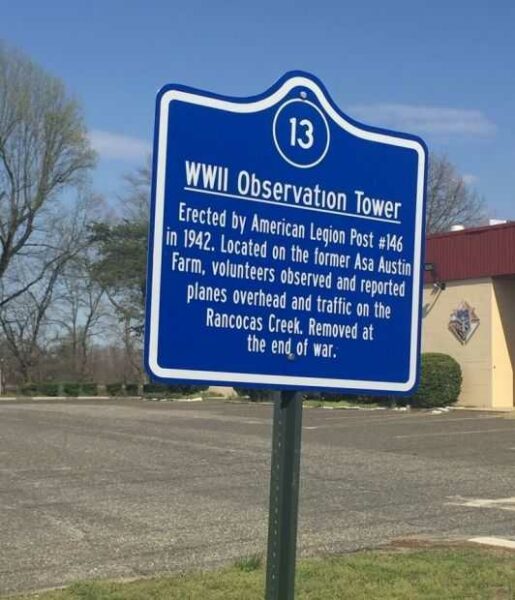 13
WWII Observation Tower
Erected by American Legion Post #146
in 1942. Located on the former Asa Austin
Farm, volunteers observed and reported
planes overhead and traffic on the
Rancocas Creek. Removed at
the end of war.